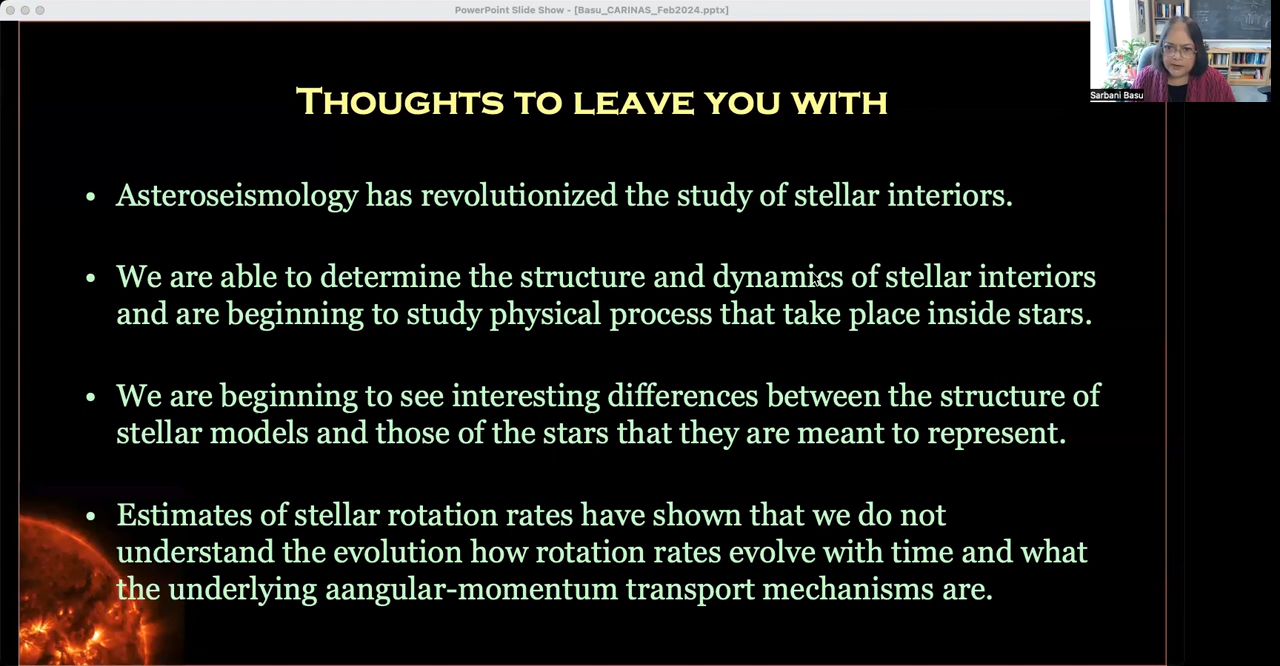 PowerPoint Slide Show - [Basu_CARINAS_Feb2024.pptx]
Sarbani Basu
THOUGHTS TO LEAVE YOU WITH
• Asteroseismology has revolutionized the study of stellar interiors.
• We are able to determine the structure and dynamics of stellar interiors
and are beginning to study physical process that take place inside stars.
• We are beginning to see interesting differences between the structure of
stellar models and those of the stars that they are meant to represent.
• Estimates of stellar rotation rates have shown that we do not
understand the evolution how rotation rates evolve with time and what
the underlying aangular-momentum transport mechanisms are.